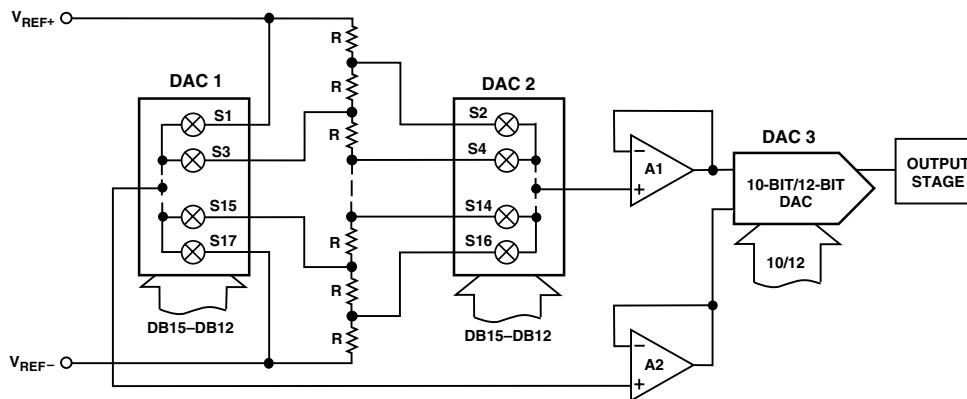 VREF+
R
DAC 1
R
DAC 2
S1
S2
R
DAC 3
S3
S4
A1
10-BIT/12-BIT
DAC
OUTPUT
STAGE
S15
S14
R
S17
S16
10/12
R
DB15–DB12
DB15–DB12
R
VREF–
A2